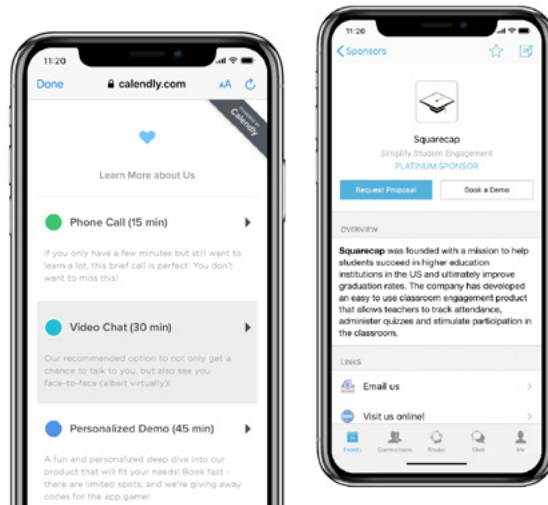 11:20
Done
calendly.com
AA
POWERED BY
Calendly
Learn More about Us
Phone Call (15 min)
If you only have a few minutes but still want to
learn a lot, this brief call is perfect! You don't
want to miss this!
Video Chat (30 min)
Our recommended option to not only get a
chance to talk to you, but also see you
face-to-face (albeit virtually)!
Personalized Demo (45 min)
A fun and personalized deep dive into our
product that will fit your needs! Book fast -
there are limited spots, and we're giving away
codes for the app game!
11:20
Sponsors
Squarecap
Simplify Student Engagement
PLATINUM SPONSOR
Request Proposal
Book a Demo
OVERVIEW
Squarecap was founded with a mission to help
students succeed in higher education
institutions in the US and ultimately improve
graduation rates. The company has developed
an easy to use classroom engagement product
that allows teachers to track attendance,
administer quizzes and stimulate participation in
the classroom.
LINKS
Email us
Visit us online!
Events
Connections
Shake
Chat
Me